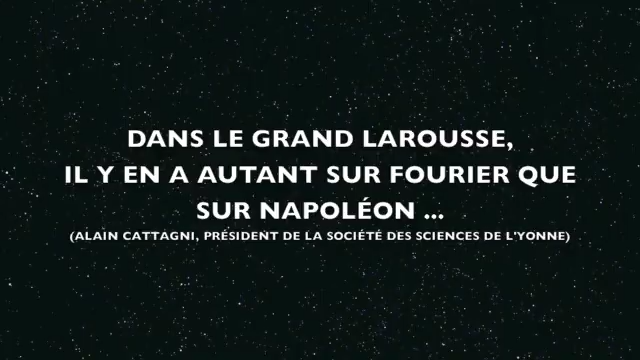 DANS LE GRAND LAROUSSE,
IL Y EN A AUTANT SUR FOURIER QUE
SUR NAPOLÉON ...
(ALAIN CATTAGNI, PRÉSIDENT DE LA SOCIÉTÉ DES SCIENCES DE L'YONNE)